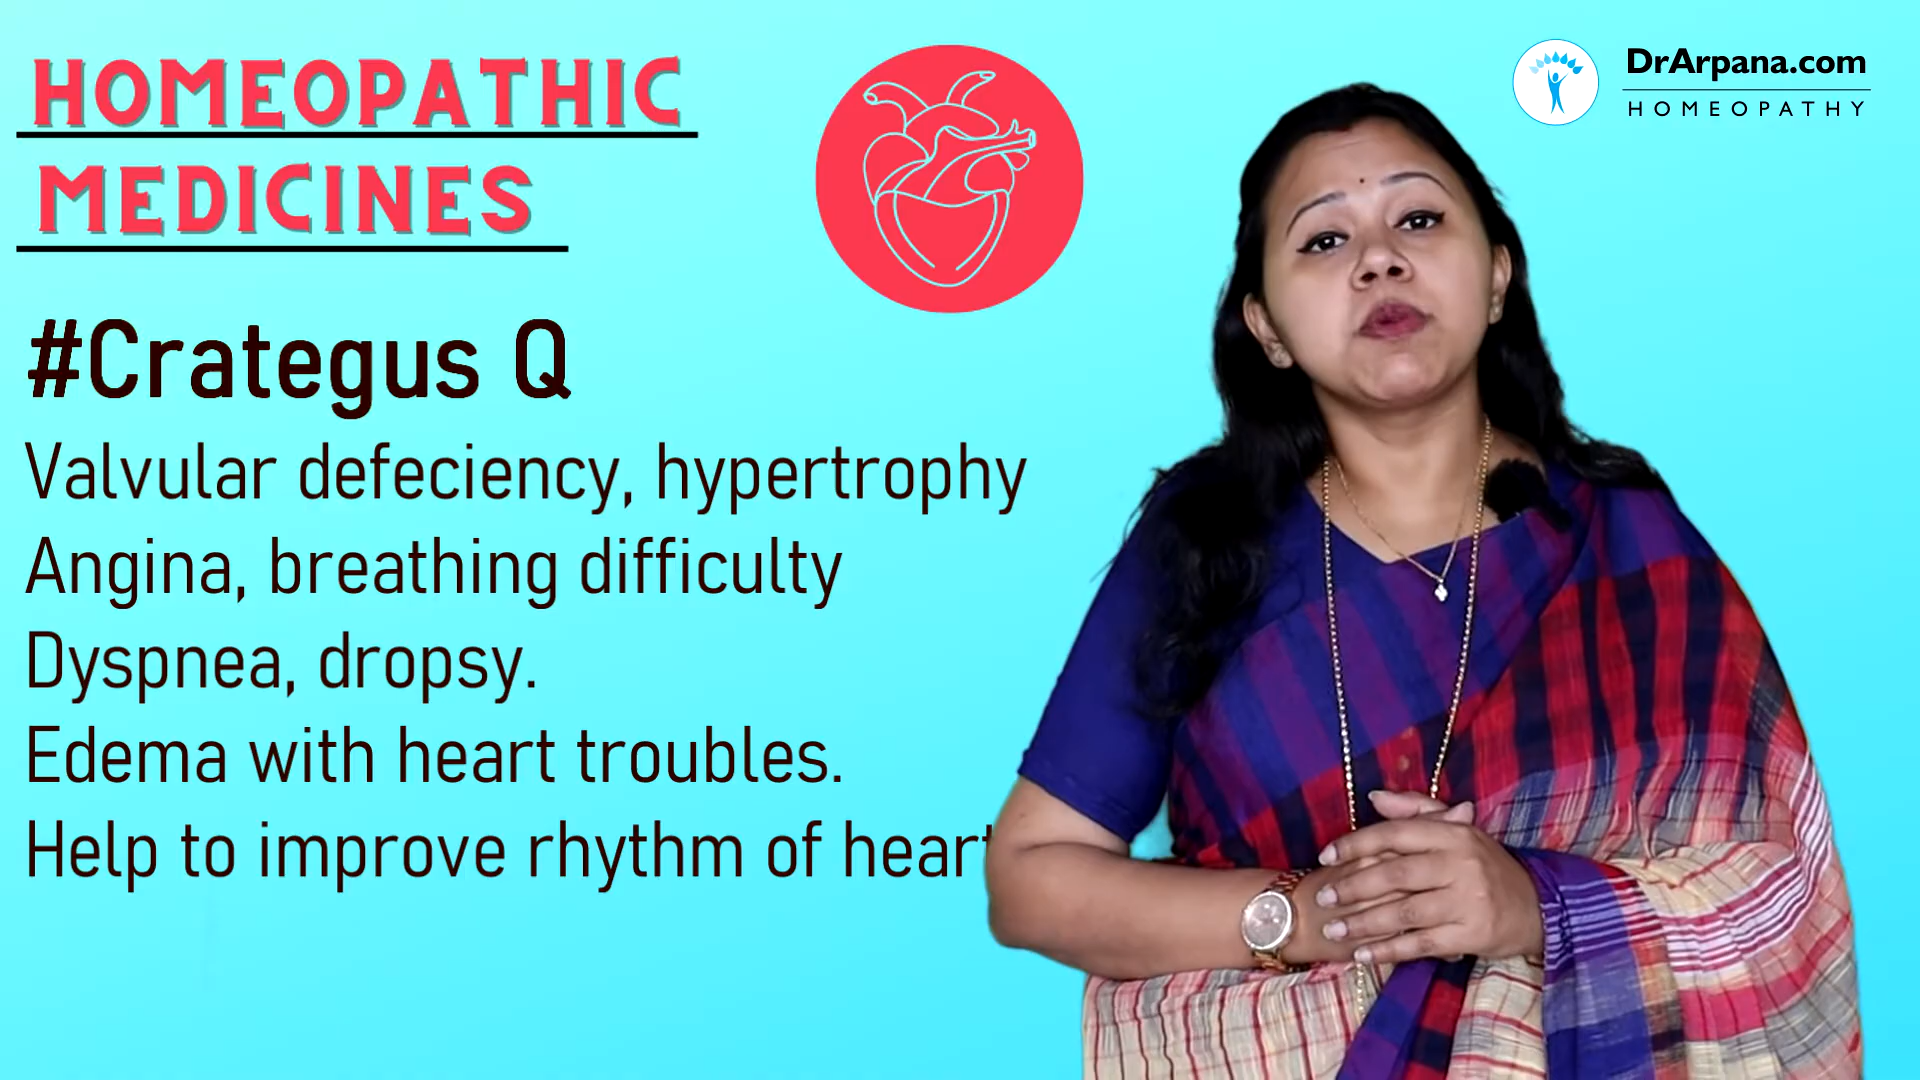 HOMEOPATHIC
MEDICINES
DrArpana.com
HOMEOPATHY
#Crategus Q
Valvular defeciency, hypertrophy
Angina, breathing difficulty
Dyspnea, dropsy.
Edema with heart troubles.
Help to improve rhythm of heart